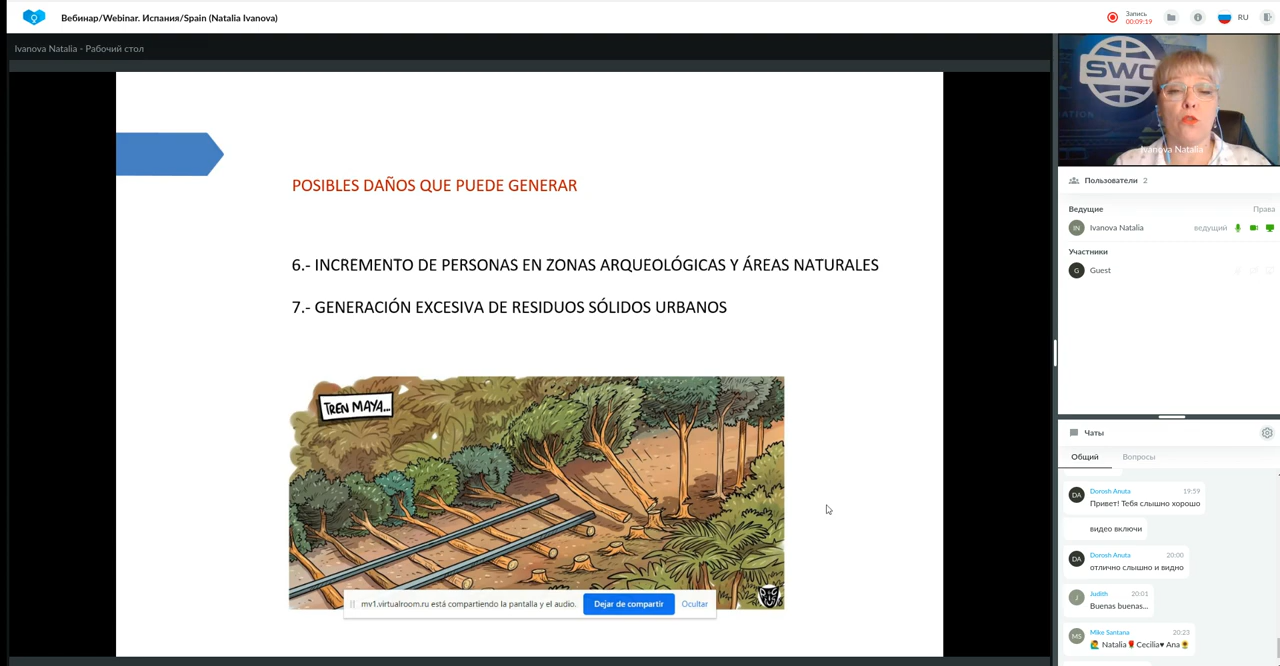 Вебинар/Webinar. Испания/Spain (Natalia Ivanova)
Запись
00:09:19
RU
Ivanova Natalia - Рабочий стол
POSIBLES DAÑOS QUE PUEDE GENERAR
6.- INCREMENTO DE PERSONAS EN ZONAS ARQUEOLÓGICAS Y ÁREAS NATURALES
7.- GENERACIÓN EXCESIVA DE RESIDUOS SÓLIDOS URBANOS
TREN MAYA...
mv1.virtualroom.ru está compartiendo la pantalla y el audio.
Dejar de compartir
Ocultar
SWC
Ivanova Natalia
Пользователи 2
Ведущие
Права
IN
Ivanova Natalia
ведущий
Участники
G
Guest
Чаты
Общий
Вопросы
DA
Dorosh Anuta
19:59
Привет! Тебя слышно хорошо
видео включи
DA
Dorosh Anuta
20:00
отлично слышно и видно
J
Judith
20:01
Buenas buenas...
MS
Mike Santana
20:23
🙋‍♂️ Natalia🌹Cecilia♥ Ana🌻